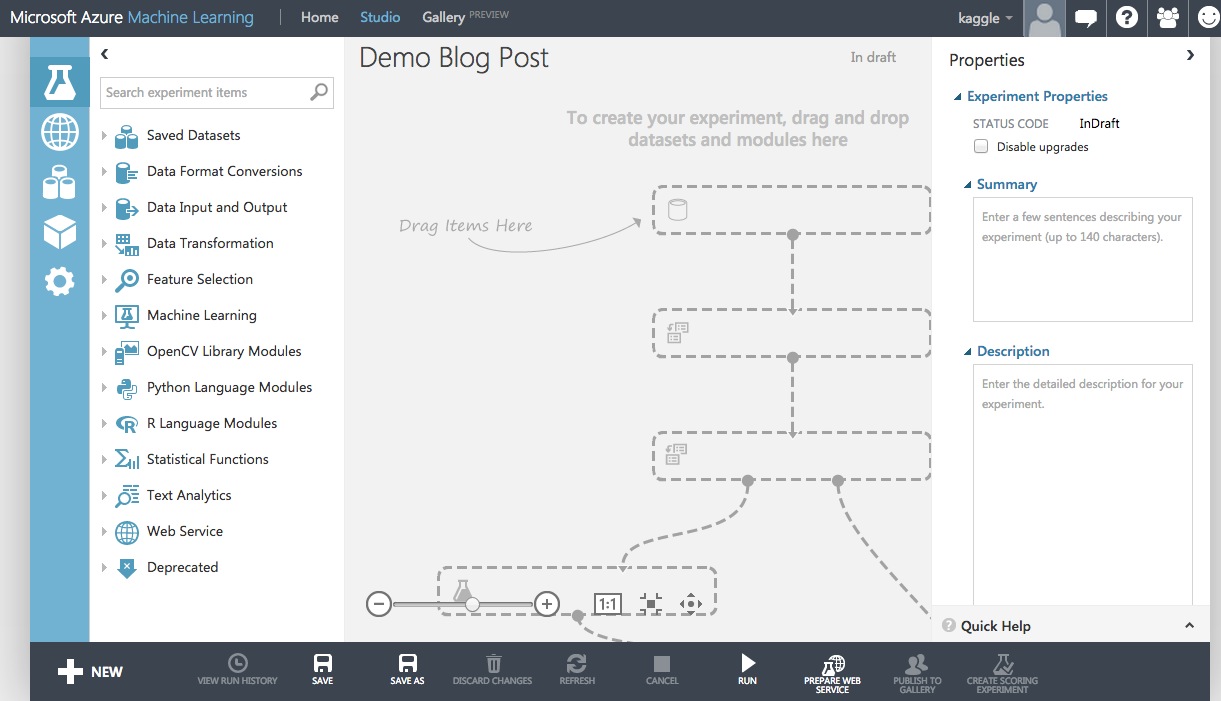 Microsoft Azure Machine Learning
Home
Studio
Gallery PREVIEW
kaggle
Search experiment items
Saved Datasets
Data Format Conversions
Data Input and Output
Data Transformation
Feature Selection
Machine Learning
OpenCV Library Modules
Python Language Modules
R Language Modules
Statistical Functions
Text Analytics
Web Service
Deprecated
Demo Blog Post
In draft
To create your experiment, drag and drop
datasets and modules here
Drag Items Here
1:1
Properties
Experiment Properties
STATUS CODE InDraft
Disable upgrades
Summary
Enter a few sentences describing your
experiment (up to 140 characters).
Description
Enter the detailed description for your
experiment.
Quick Help
NEW
VIEW RUN HISTORY
SAVE
SAVE AS
DISCARD CHANGES
REFRESH
CANCEL
RUN
PREPARE WEB
SERVICE
PUBLISH TO
GALLERY
CREATE SCORING
EXPERIMENT